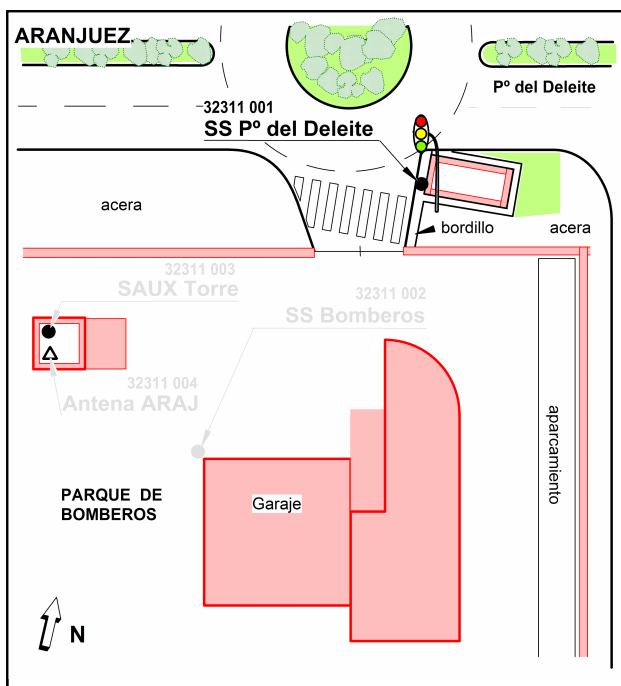 ARANJUEZ
Pº del Deleite
32311 001
SS Pº del Deleite
acera
bordillo
acera
32311 003
SAUX Torre
32311 002
SS Bomberos
32311 004
Antena ARAJ
aparcamiento
PARQUE DE
BOMBEROS
Garaje
N